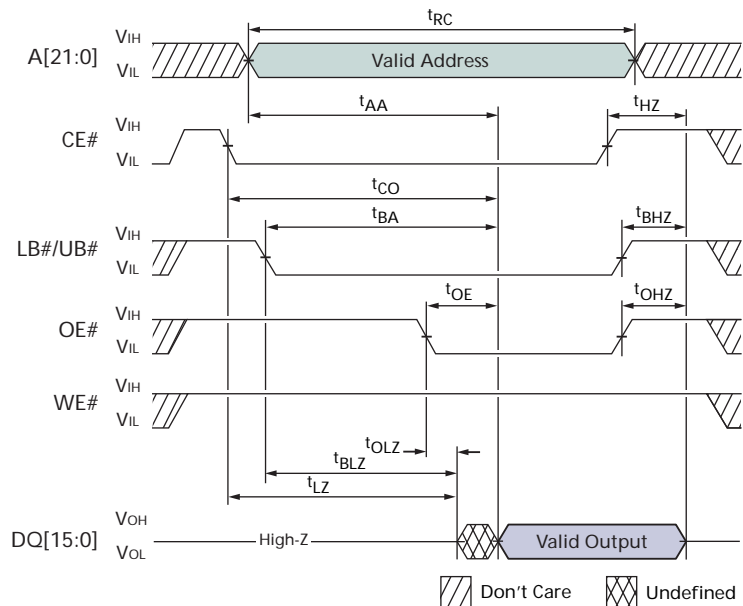 tRC
A[21:0] VIH
VIL
Valid Address
tAA
tHZ
CE# VIH
VIL
tCO
tBA
tBHZ
LB#/UB# VIH
VIL
tOE
tOHZ
OE# VIH
VIL
WE# VIH
VIL
tOLZ
tBLZ
tLZ
DQ[15:0] VOH
VOL
High-Z
Valid Output
Don't Care
Undefined